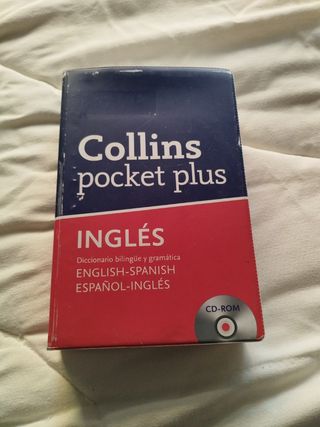 Collins
pocket plus
INGLÉS
Diccionario bilingüe y gramática
ENGLISH-SPANISH
ESPAÑOL-INGLÉS
CD-ROM